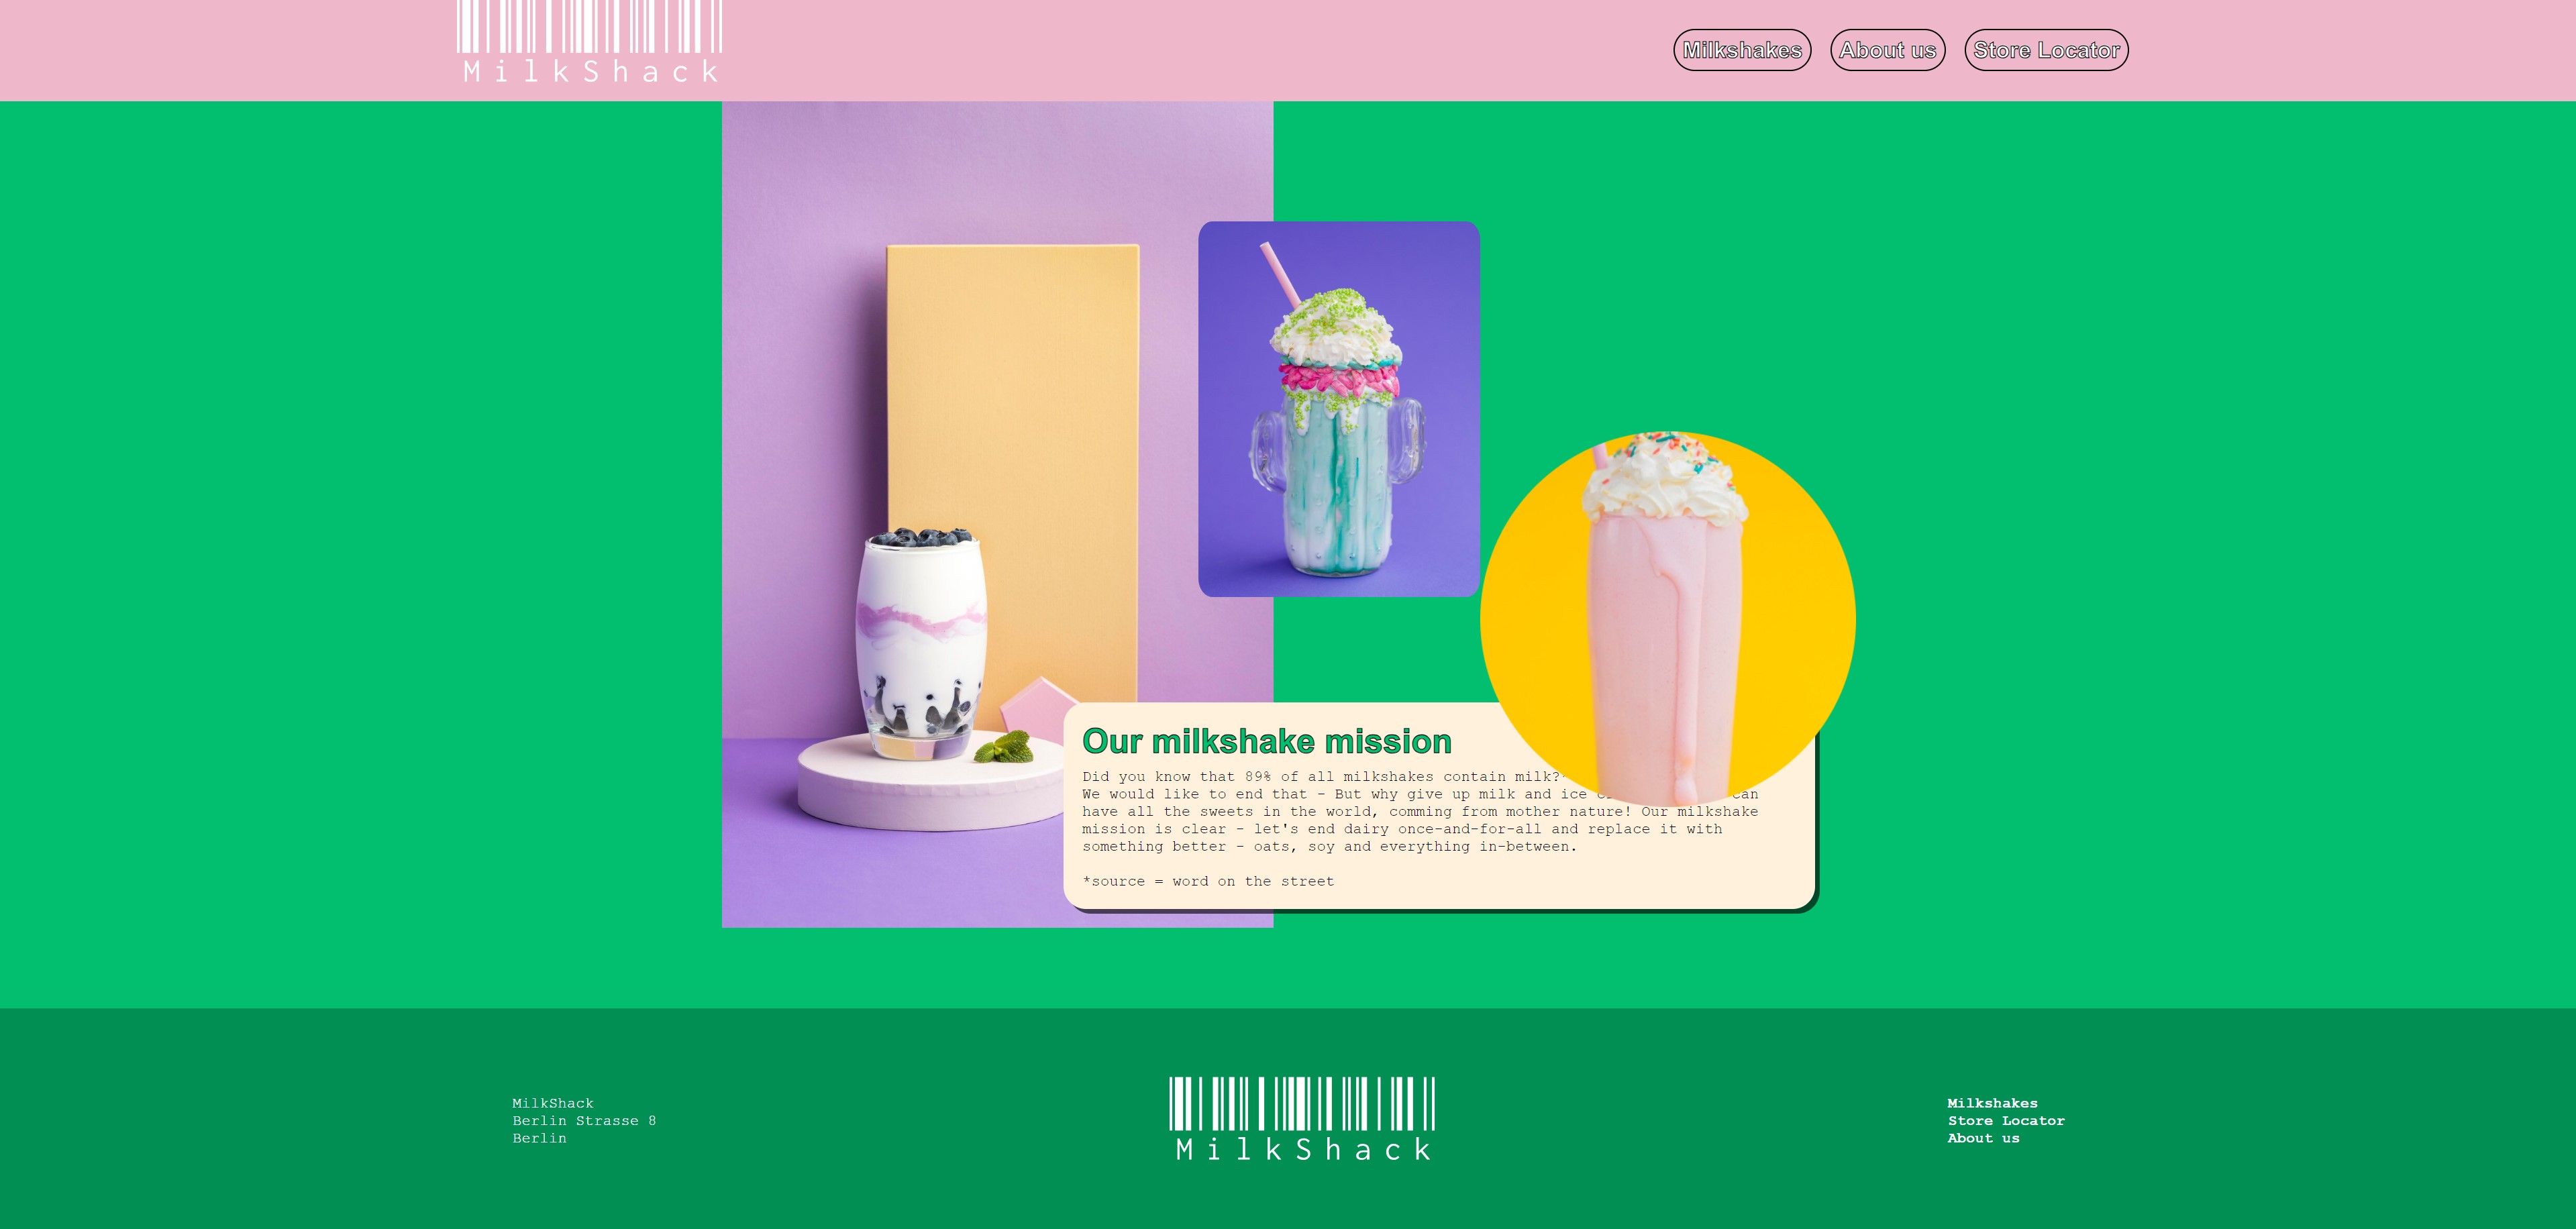 MilkShack
Milkshakes
About us
Store Locator
Our milkshake mission
Did you know that 89% of all milkshakes contain milk?
We would like to end that - But why give up milk and ice can
have all the sweets in the world, comming from mother nature! Our milkshake
mission is clear - let's end dairy once-and-for-all and replace it with
something better - oats, soy and everything in-between.
*source = word on the street
MilkShack
Berlin Strasse 8
Berlin
MilkShack
Milkshakes
Store Locator
About us